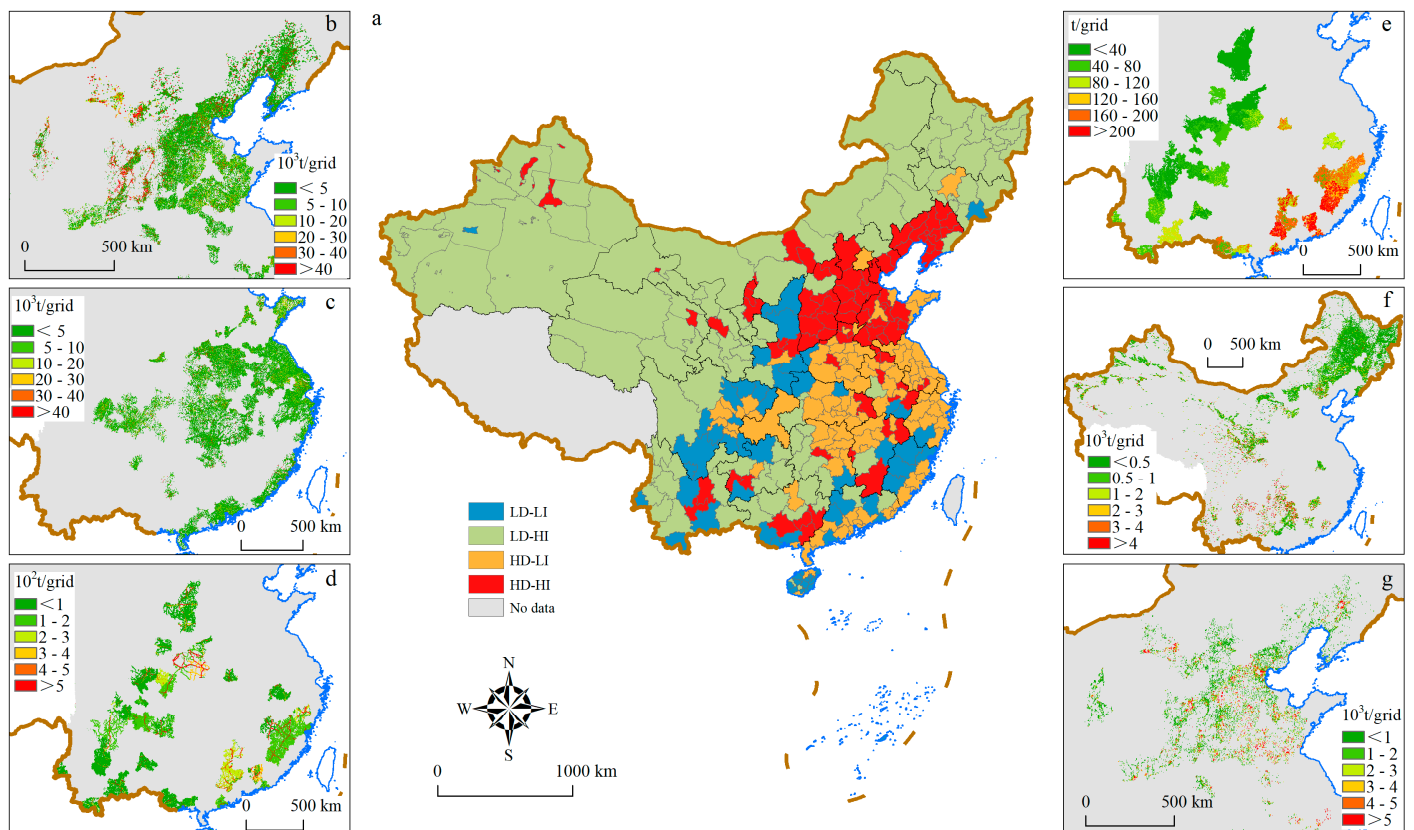 b
10³t/grid
< 5
5 - 10
10 - 20
20 - 30
30 - 40
>40
0 500 km
c
10³t/grid
< 5
5 - 10
10 - 20
20 - 30
30 - 40
>40
0 500 km
d
10²t/grid
<1
1 - 2
2 - 3
3 - 4
4 - 5
>5
0 500 km
a
LD-LI
LD-HI
HD-LI
HD-HI
No data
N
W E
S
0 1000 km
e
t/grid
<40
40 - 80
80 - 120
120 - 160
160 - 200
>200
0 500 km
f
0 500 km
10³t/grid
<0.5
0.5 - 1
1 - 2
2 - 3
3 - 4
>4
g
10³t/grid
<1
1 - 2
2 - 3
3 - 4
4 - 5
>5
0 500 km